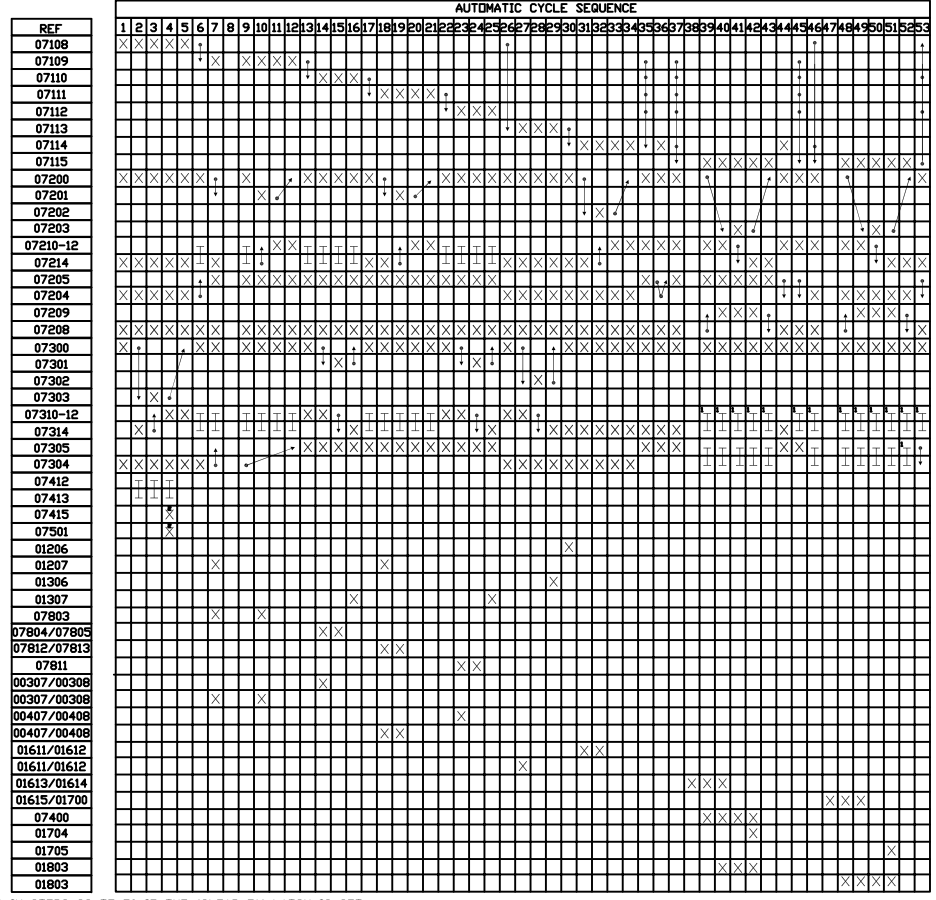 AUTOMATIC CYCLE SEQUENCE
REF 1 2 3 4 5 6 7 8 9 10 11 12 13 14 15 16 17 18 19 20 21 22 23 24 25 26 27 28 29 30 31 32 33 34 35 36 37 39 40 41 42 43 44 45 46 47 48 49 50 51 52 53
07108 X X X X X
07109 X X X X X
07110 X X X
07111 X X X X
07112 X X X
07113 X X X
07114 X X X X X X
07115 X X X X X X X X X X
07200 X X X X X X X X X X X X X X X X X X X X X X X X X X X X
07201 X X
07202 X
07203 X X
07210-12 X X X X X X X X X X X X X X X X
07214 X X X X X X X X X X X X X X X X X X X
07205 X X X X X X X X X X X X X X X X X X X X X X X X X
07204 X X X X X X X X X X X X X X X X X X X X
07209 X X X X X X
07208 X X X X X X X X X X X X X X X X X X X X X X X X X X X X X X X X X X X X X X X X
07300 X X X X X X X X X X X X X X X X X X X X X X X X X X X X X X X X X X X X X
07301 X X
07302 X
07303 X
07310-12 X X X X X X X X
07314 X X X X X X X X X X X X X
07305 X X X X X X X X X X X X X X X X X X
07304 X X X X X X X X X X X X X X X
07412
07413
07415 X
07501 X
01206 X
01207 X X
01306 X
01307 X X
07803 X X
07804/07805 X X
07812/07813 X X
07811 X X
00307/00308 X
00307/00308 X X
00407/00408 X
00407/00408 X X
01611/01612 X X
01611/01612 X
01613/01614 X X X
01615/01700 X X X
07400 X X X X
01704 X
01705 X
01803 X X X
01803 X X X X